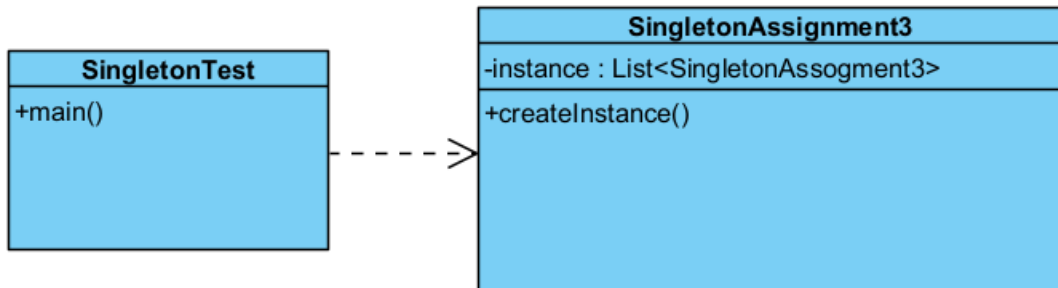 SingletonTest
+main()
SingletonAssignment3
-instance : List<SingletonAssogment3>
+createInstance()